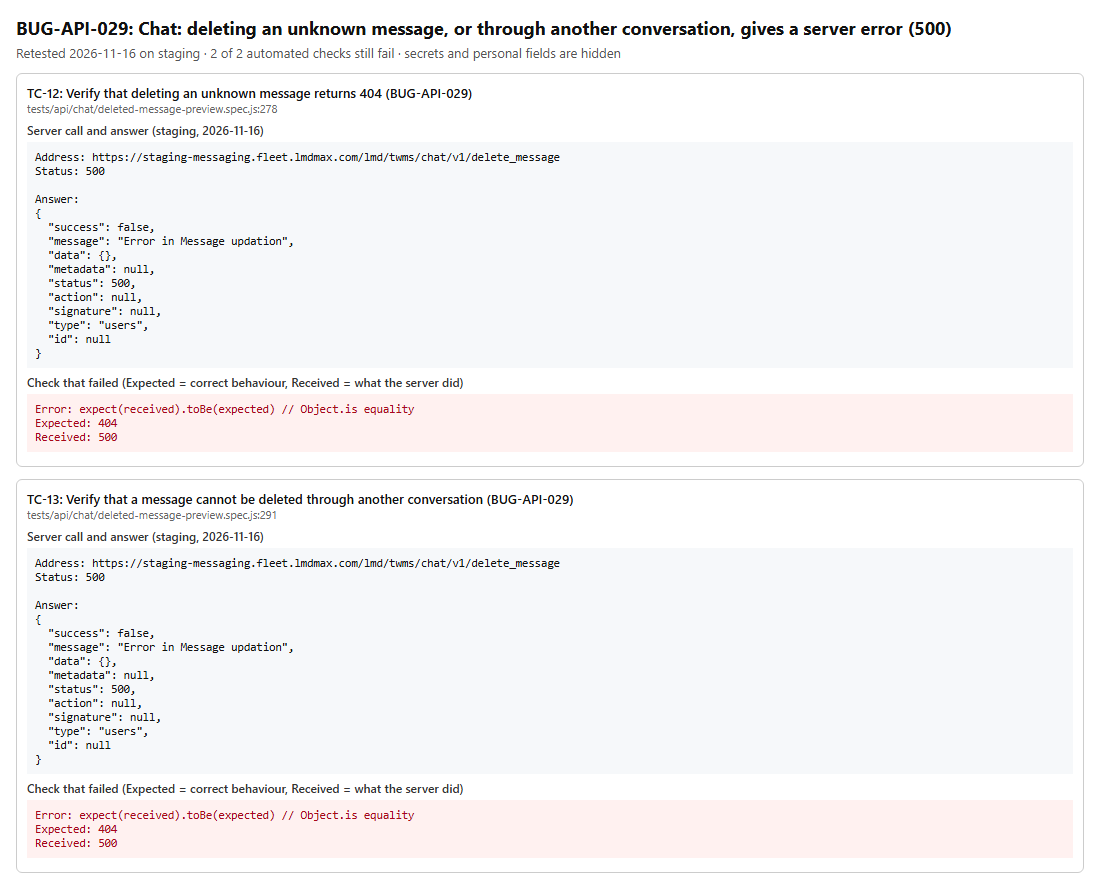 BUG-API-029: Chat: deleting an unknown message, or through another conversation, gives a server error (500)
Retested 2026-11-16 on staging · 2 of 2 automated checks still fail · secrets and personal fields are hidden
TC-12: Verify that deleting an unknown message returns 404 (BUG-API-029)
tests/api/chat/deleted-message-preview.spec.js:278
Server call and answer (staging, 2026-11-16)
Address: https://staging-messaging.fleet.lmdmax.com/lmd/twms/chat/v1/delete_message
Status: 500
Answer:
{
"success": false,
"message": "Error in Message updation",
"data": {},
"metadata": null,
"status": 500,
"action": null,
"signature": null,
"type": "users",
"id": null
}
Check that failed (Expected = correct behaviour, Received = what the server did)
Error: expect(received).toBe(expected) // Object.is equality
Expected: 404
Received: 500
TC-13: Verify that a message cannot be deleted through another conversation (BUG-API-029)
tests/api/chat/deleted-message-preview.spec.js:291
Server call and answer (staging, 2026-11-16)
Address: https://staging-messaging.fleet.lmdmax.com/lmd/twms/chat/v1/delete_message
Status: 500
Answer:
{
"success": false,
"message": "Error in Message updation",
"data": {},
"metadata": null,
"status": 500,
"action": null,
"signature": null,
"type": "users",
"id": null
}
Check that failed (Expected = correct behaviour, Received = what the server did)
Error: expect(received).toBe(expected) // Object.is equality
Expected: 404
Received: 500